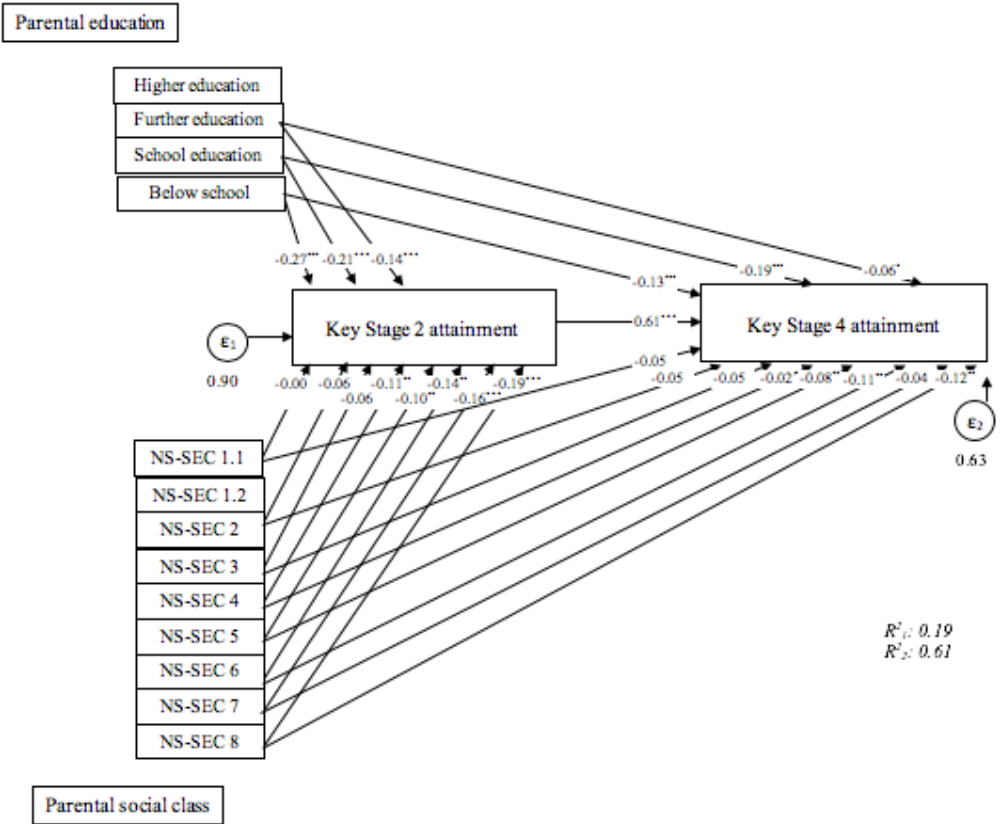 Parental education
Higher education
Further education
School education
Below school
-0.27*** -0.21*** -0.14***
-0.13***
-0.19***
-0.06*
Key Stage 2 attainment
0.61***
Key Stage 4 attainment
ε1
0.90
-0.00 -0.06 -0.11** -0.14** -0.19***
-0.06 -0.10** -0.16***
-0.05
-0.05 -0.05 -0.02* -0.08** -0.11*** -0.04 -0.12**
ε2
0.63
NS-SEC 1.1
NS-SEC 1.2
NS-SEC 2
NS-SEC 3
NS-SEC 4
NS-SEC 5
NS-SEC 6
NS-SEC 7
NS-SEC 8
R²₁: 0.19
R²₂: 0.61
Parental social class